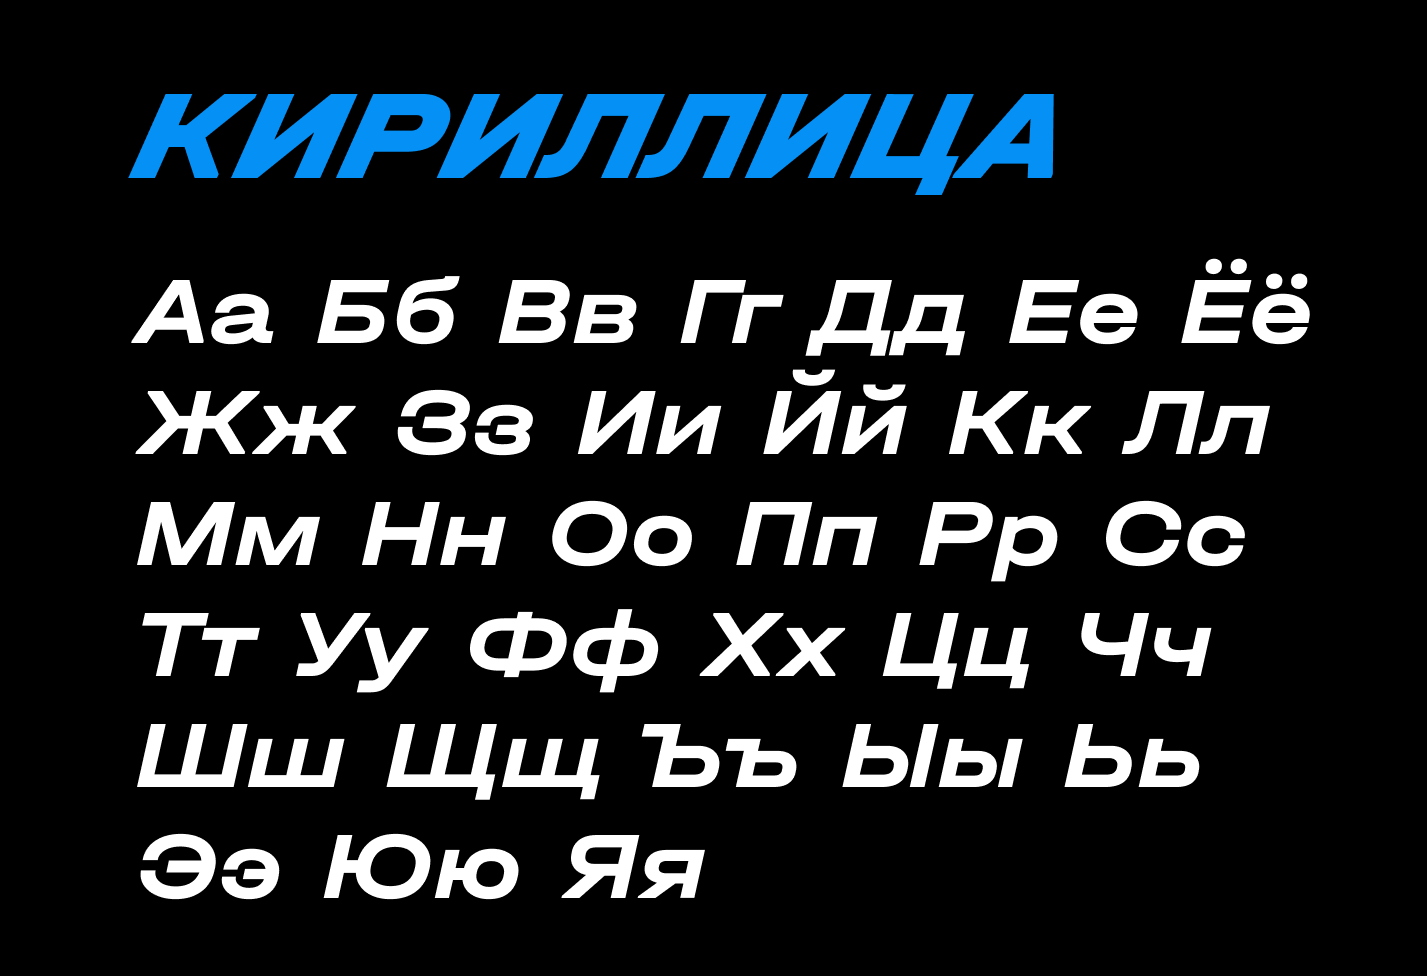 КИРИЛЛИЦА
Аа Бб Вв Гг Дд Ее Ёё
Жж Зз Ии Йй Кк Лл
Мм Нн Оо Пп Рр Сс
Тт Уу Фф Хх Цц Чч
Шш Щщ Ъъ Ыы Ьь
Ээ Юю Яя